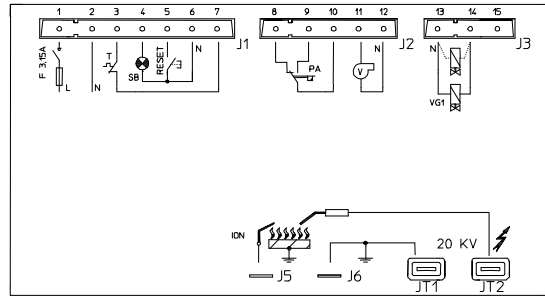 1 2 3 4 5 6 7
8 9 10 11 12
13 14 15
J1
J2
J3
F 3,15A
L
N
T
SB
RESET
N
PA
V
N
N
VG1
ION
20 KV
J5
J6
JT1
JT2